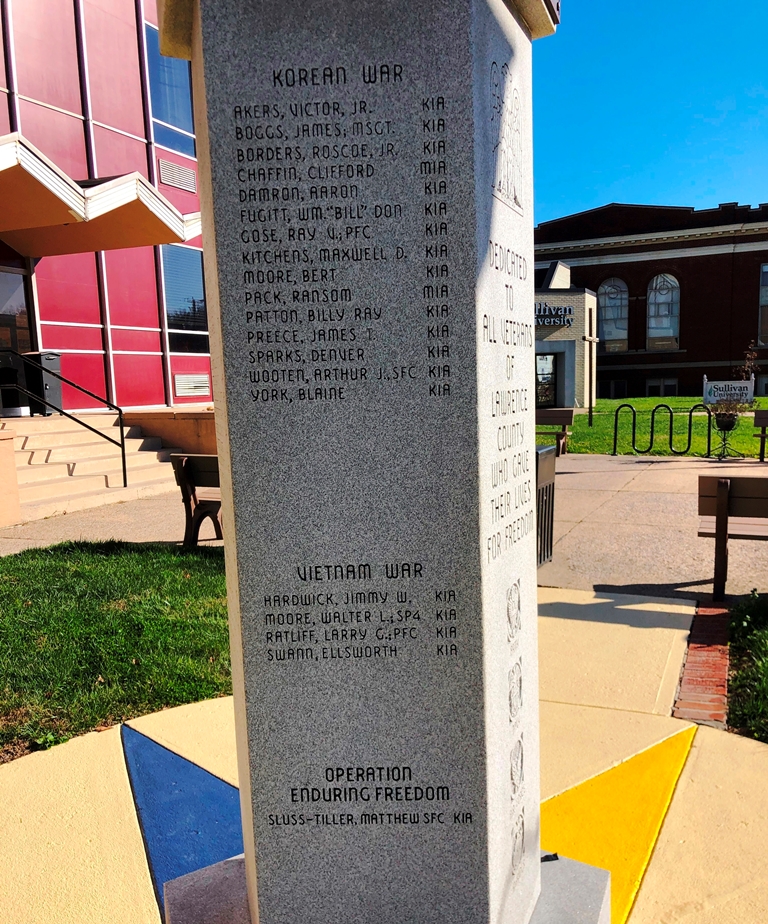 KOREAN WAR
AKERS, VICTOR, JR. KIA
BOGGS, JAMES, MSGT. KIA
BORDERS, ROSCOE, JR. KIA
CHAFFIN, CLIFFORD MIA
DAMRON, AARON KIA
FUGITT, WM."BILL" DON KIA
GOSE, RAY V.,PFC KIA
KITCHENS, MAXWELL D. KIA
MOORE, BERT KIA
PACK, RANSOM MIA
PATTON, BILLY RAY KIA
PREECE, JAMES T. KIA
SPARKS, DENVER KIA
WOOTEN, ARTHUR J.,SFC KIA
YORK, BLAINE KIA
VIETNAM WAR
HARDWICK, JIMMY W. KIA
MOORE, WALTER L.;SP4 KIA
RATLIFF, LARRY G.;PFC KIA
SWANN, ELLSWORTH KIA
OPERATION
ENDURING FREEDOM
SLUSS-TILLER, MATTHEW SFC KIA
DEDICATED
TO
ALL VETERANS
OF
LAWRENCE
COUNTY
WHO GAVE
THEIR LIVES
FOR FREEDOM
llivan
iversity
Sullivan
University